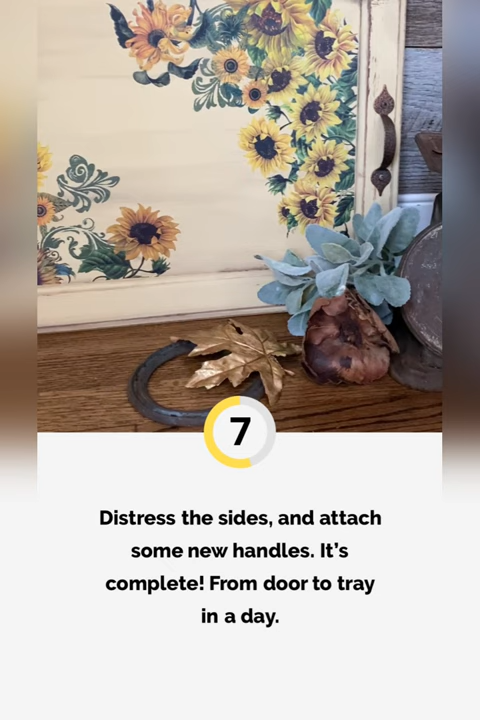 7
Distress the sides, and attach
some new handles. It's
complete! From door to tray
in a day.